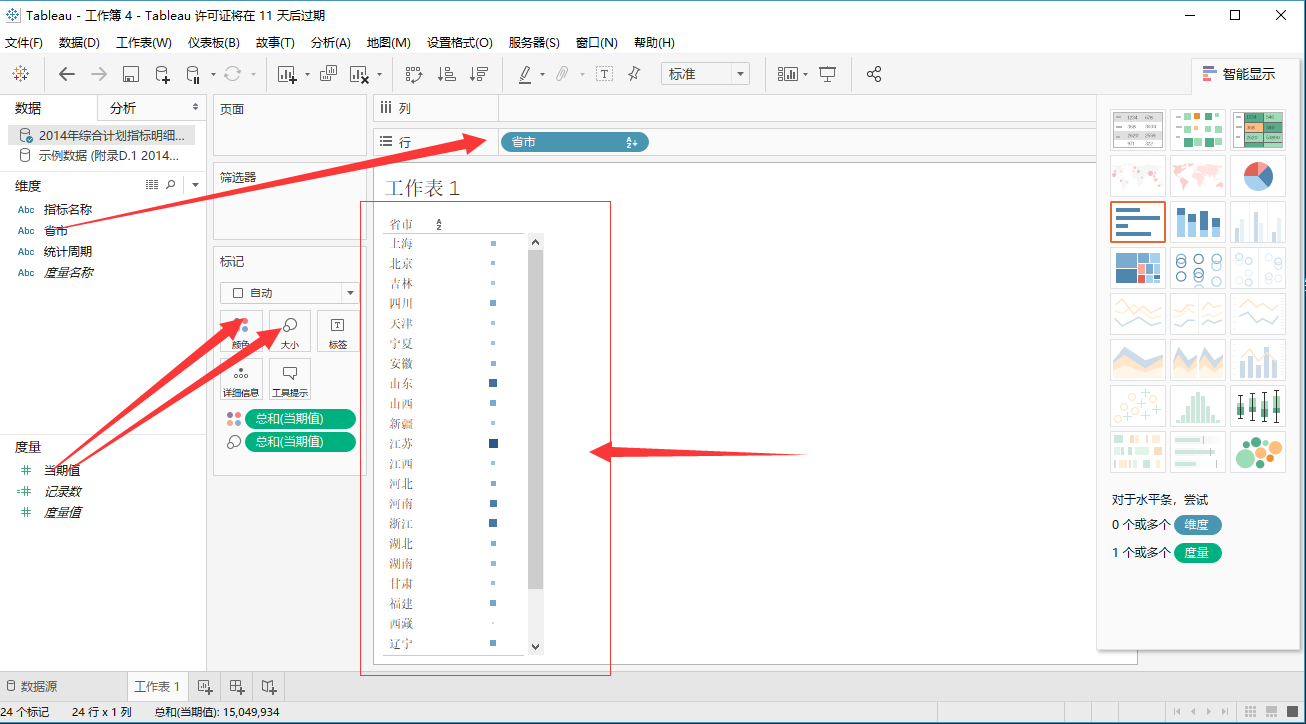 Tableau - 工作簿 4 - Tableau 许可证将在 11 天后过期
文件(F) 数据(D) 工作表(W) 仪表板(B) 故事(T) 分析(A) 地图(M) 设置格式(O) 服务器(S) 窗口(N) 帮助(H)
标准
智能显示
数据 分析
2014年综合计划指标明细...
示例数据 (附录D.1 2014...
维度
Abc 指标名称
Abc 省市
Abc 统计周期
Abc 度量名称
度量
当期值
记录数
度量值
页面
筛选器
标记
自动
颜色 大小 标签
详细信息 工具提示
总和(当期值)
总和(当期值)
列
行 省市
工作表 1
省市
上海
北京
吉林
四川
天津
宁夏
安徽
山东
山西
新疆
江苏
江西
河北
河南
浙江
湖北
湖南
甘肃
福建
西藏
辽宁
对于水平条，尝试
0 个或多个 维度
1 个或多个 度量
数据源 工作表 1
24 个标记 24 行 x 1 列 总和(当期值): 15,049,934